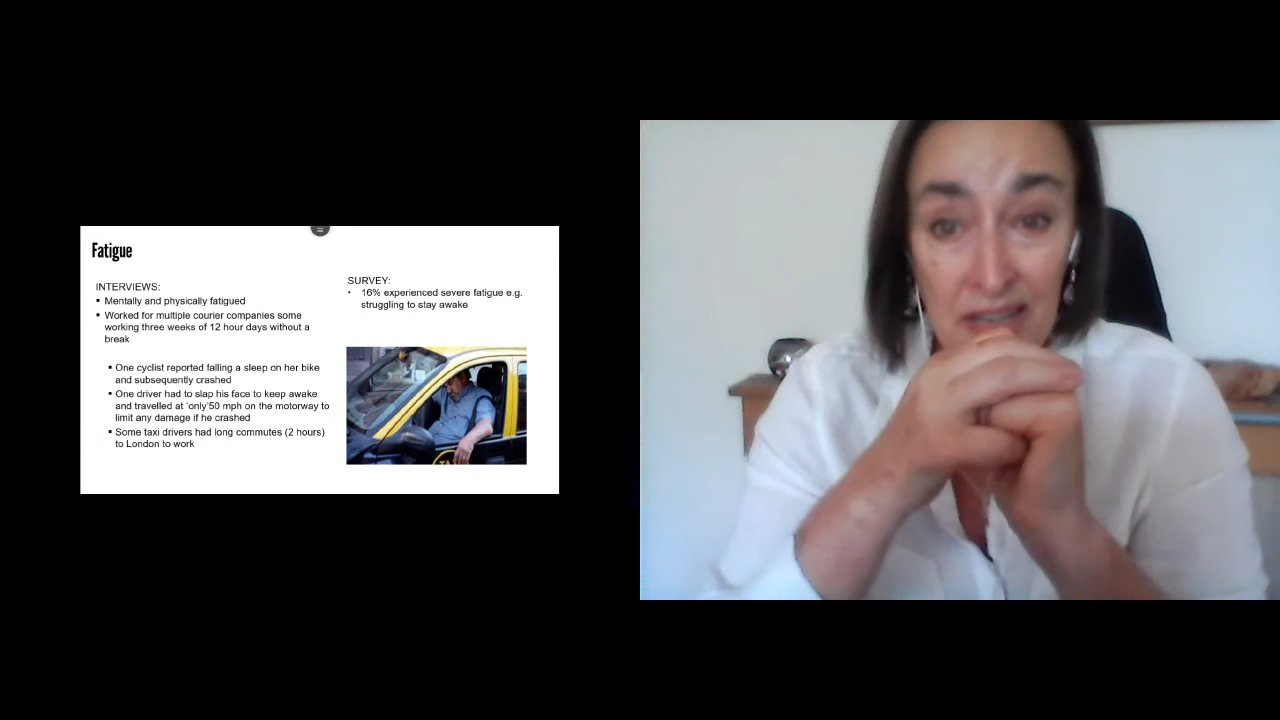 Fatigue
INTERVIEWS:
▪ Mentally and physically fatigued
▪ Worked for multiple courier companies some
working three weeks of 12 hour days without a
break
▪ One cyclist reported falling a sleep on her bike
and subsequently crashed
▪ One driver had to slap his face to keep awake
and travelled at 'only'50 mph on the motorway to
limit any damage if he crashed
▪ Some taxi drivers had long commutes (2 hours)
to London to work
SURVEY:
• 16% experienced severe fatigue e.g.
struggling to stay awake